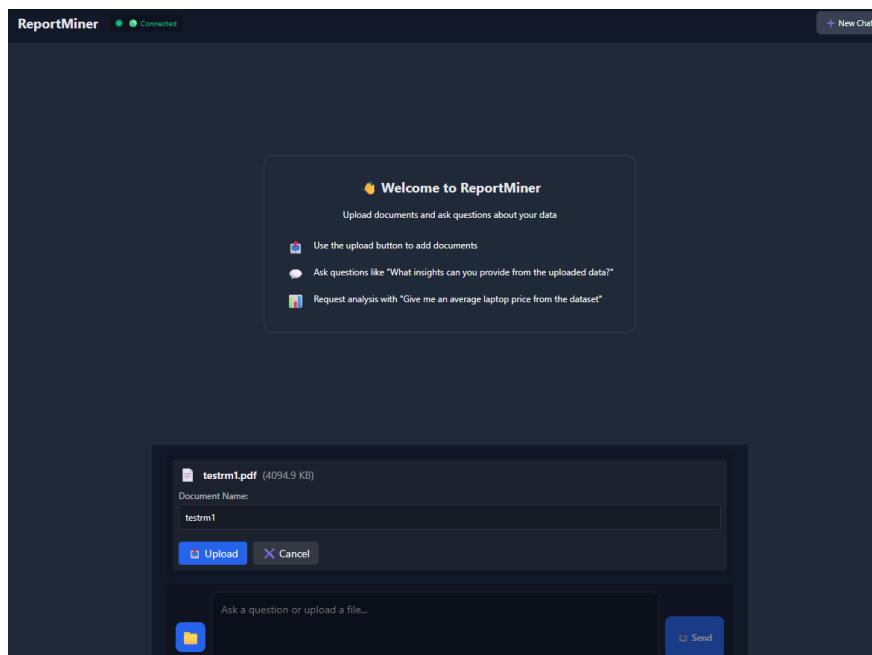 ReportMiner
Connected
+ New Chat
Welcome to ReportMiner
Upload documents and ask questions about your data
Use the upload button to add documents
Ask questions like "What insights can you provide from the uploaded data?"
Request analysis with "Give me an average laptop price from the dataset"
testrm1.pdf (4094.9 KB)
Document Name:
testrm1
Upload
Cancel
Ask a question or upload a file...
Send